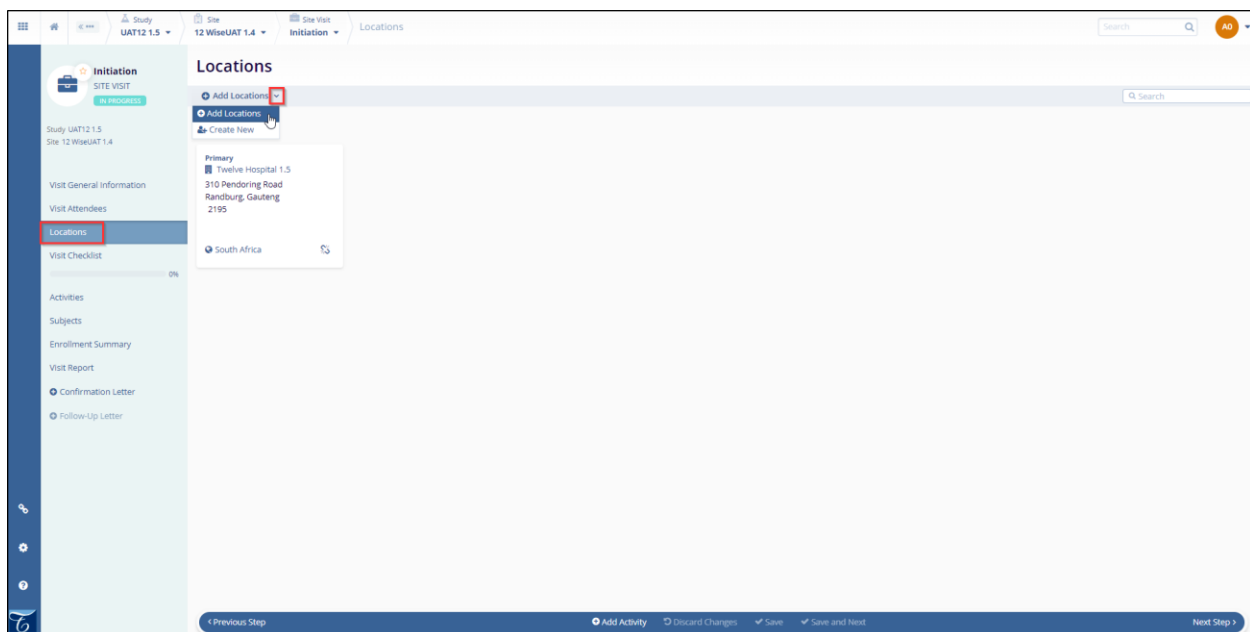 Study
UAT12 1.5
Site
12 WiseUAT 1.4
Site Visit
Initiation
Locations
Search
AO
Initiation
SITE VISIT
IN PROGRESS
Study UAT12 1.5
Site 12 WiseUAT 1.4
Visit General Information
Visit Attendees
Locations
Visit Checklist
0%
Activities
Subjects
Enrollment Summary
Visit Report
Confirmation Letter
Follow-Up Letter
Locations
Add Locations
Search
Add Locations
Create New
Primary
Twelve Hospital 1.5
310 Pendoring Road
Randburg, Gauteng
2195
South Africa
Previous Step
Add Activity
Discard Changes
Save
Save and Next
Next Step